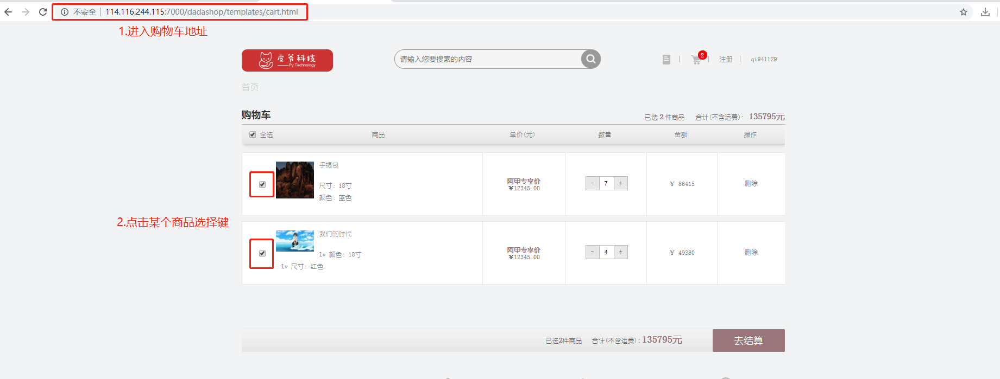 不安全 | 114.116.244.115:7000/dadashop/templates/cart.html
1.进入购物车地址
皮爷科技
——Py Technology
请输入您要搜索的内容
2
注册
qi941129
首页
购物车
已选 2 件商品 合计(不含运费): 135795元
全选 商品 单价(元) 数量 金额 操作
手提包
尺寸: 18寸
颜色: 蓝色
阿甲专享价
¥12345.00
- 7 +
¥ 86415
删除
2.点击某个商品选择键
我们的时代
lv 颜色: 18寸
lv 尺寸: 红色
阿甲专享价
¥12345.00
- 4 +
¥ 49380
删除
已选2件商品 合计(不含运费):135795元
去结算